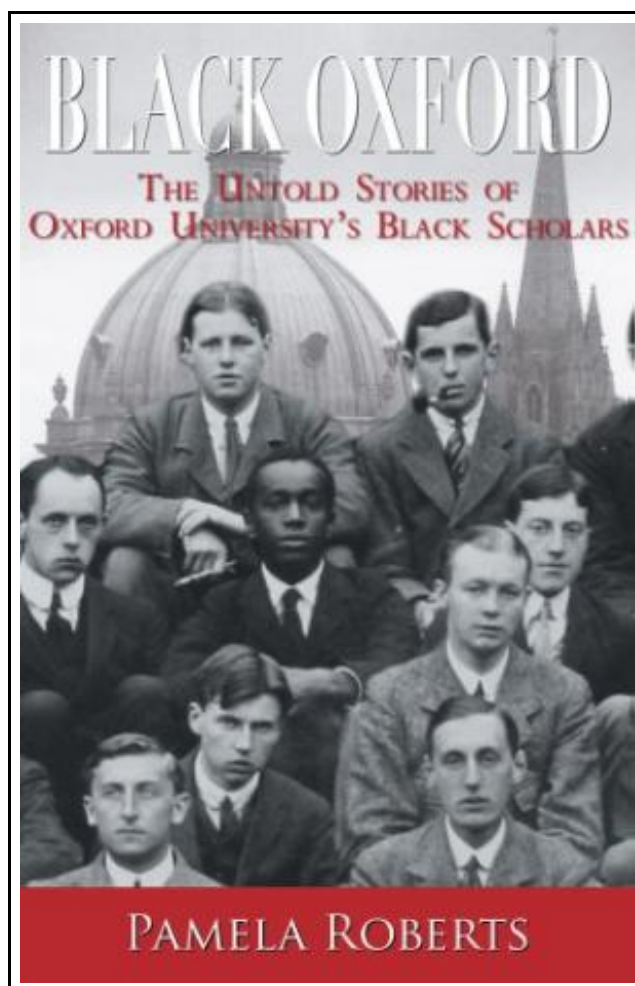 BLACK OXFORD
THE UNTOLD STORIES OF
OXFORD UNIVERSITY'S BLACK SCHOLARS
PAMELA ROBERTS